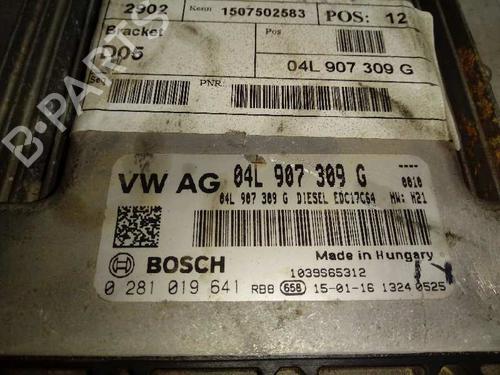 2902 Kenn 1507502583 POS: 12
Bracket
D05
Pos
04L 907 309 G
PNR:
B-PARTS
VW AG 04L 907 309 G
0010
04L 907 309 G DIESEL EDC17C64 HW: H21
Made in Hungary
BOSCH
1039S65312
0 281 019 641 RBB 658 15-01-16 1324 0525